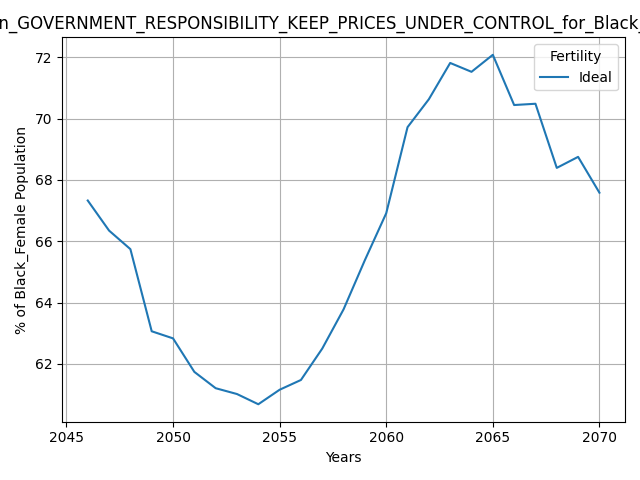 n_GOVERNMENT_RESPONSIBILITY_KEEP_PRICES_UNDER_CONTROL_for_Black_
Fertility
Ideal
% of Black_Female Population
72
70
68
66
64
62
2045 2050 2055 2060 2065 2070
Years